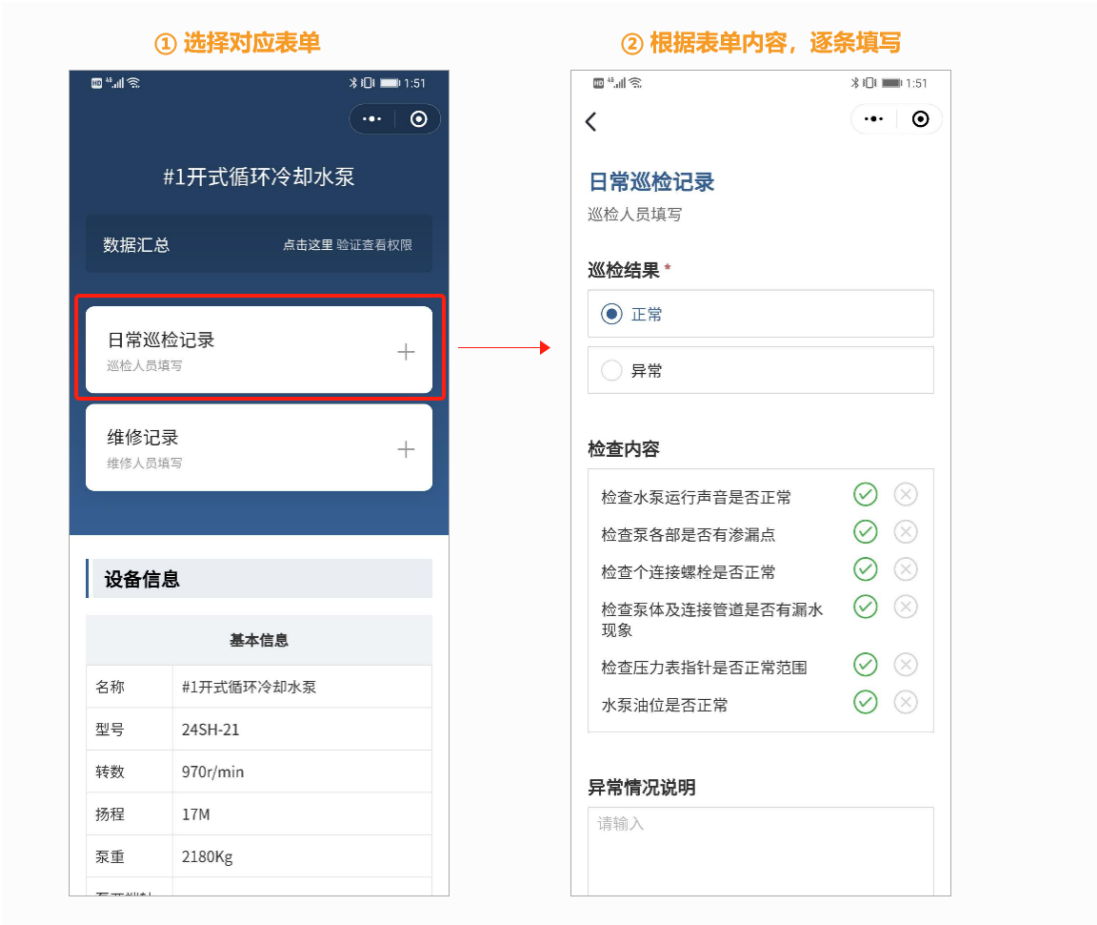 ① 选择对应表单
HD 46 1:51
#1开式循环冷却水泵
数据汇总 点击这里 验证查看权限
日常巡检记录
巡检人员填写
维修记录
维修人员填写
设备信息
基本信息
名称 #1开式循环冷却水泵
型号 24SH-21
转数 970r/min
扬程 17M
泵重 2180Kg
② 根据表单内容，逐条填写
HD 46 1:51
日常巡检记录
巡检人员填写
巡检结果 *
正常
异常
检查内容
检查水泵运行声音是否正常
检查泵各部是否有渗漏点
检查个连接螺栓是否正常
检查泵体及连接管道是否有漏水
现象
检查压力表指针是否正常范围
水泵油位是否正常
异常情况说明
请输入